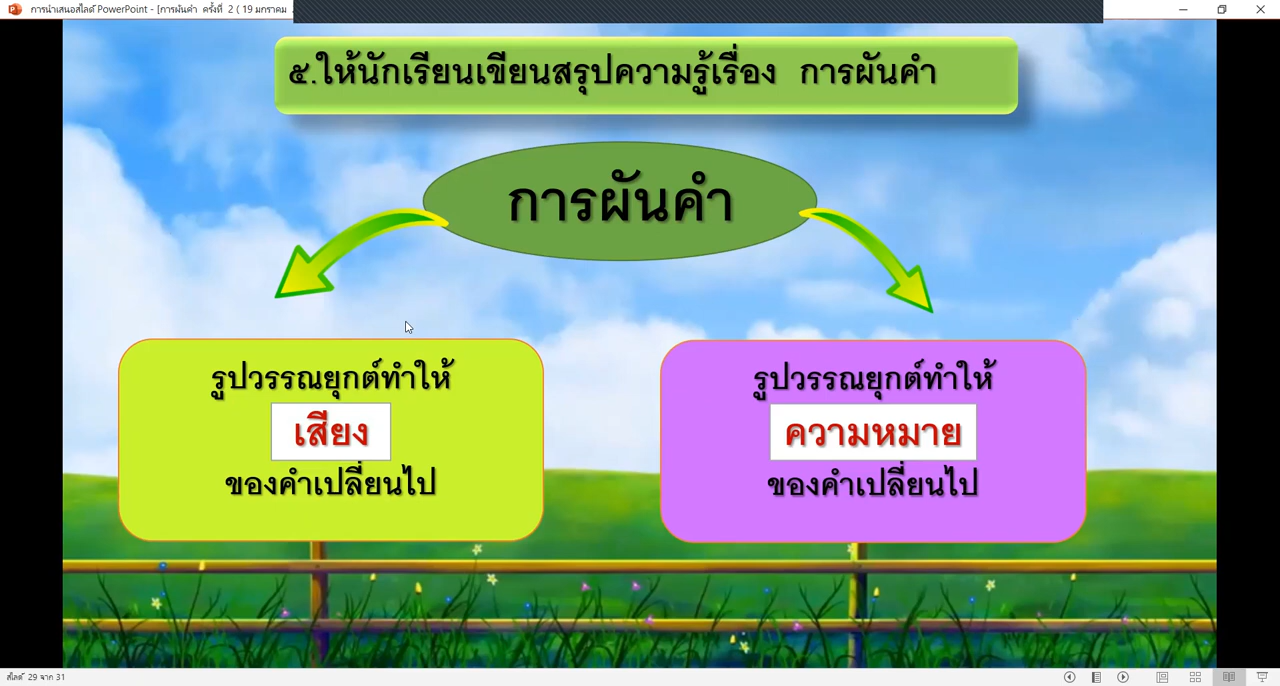 การนำเสนอสไลด์ PowerPoint - [การผันคำ ครั้งที่ 2 ( 19 มกราคม
๕.ให้นักเรียนเขียนสรุปความรู้เรื่อง การผันคำ
การผันคำ
รูปวรรณยุกต์ทำให้
เสียง
ของคำเปลี่ยนไป
รูปวรรณยุกต์ทำให้
ความหมาย
ของคำเปลี่ยนไป
สไลด์ 29 จาก 31